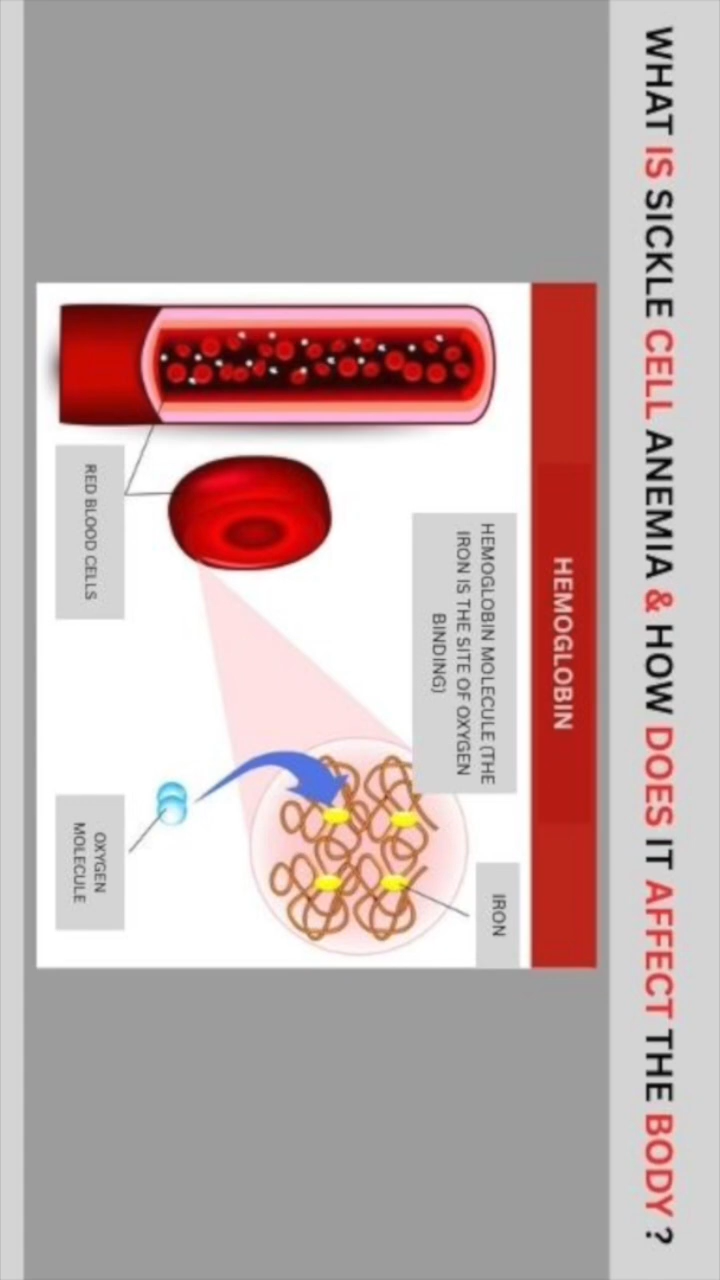 WHAT IS SICKLE CELL ANEMIA & HOW DOES IT AFFECT THE BODY ?
HEMOGLOBIN
HEMOGLOBIN MOLECULE (THE
IRON IS THE SITE OF OXYGEN
BINDING)
IRON
RED BLOOD CELLS
OXYGEN
MOLECULE